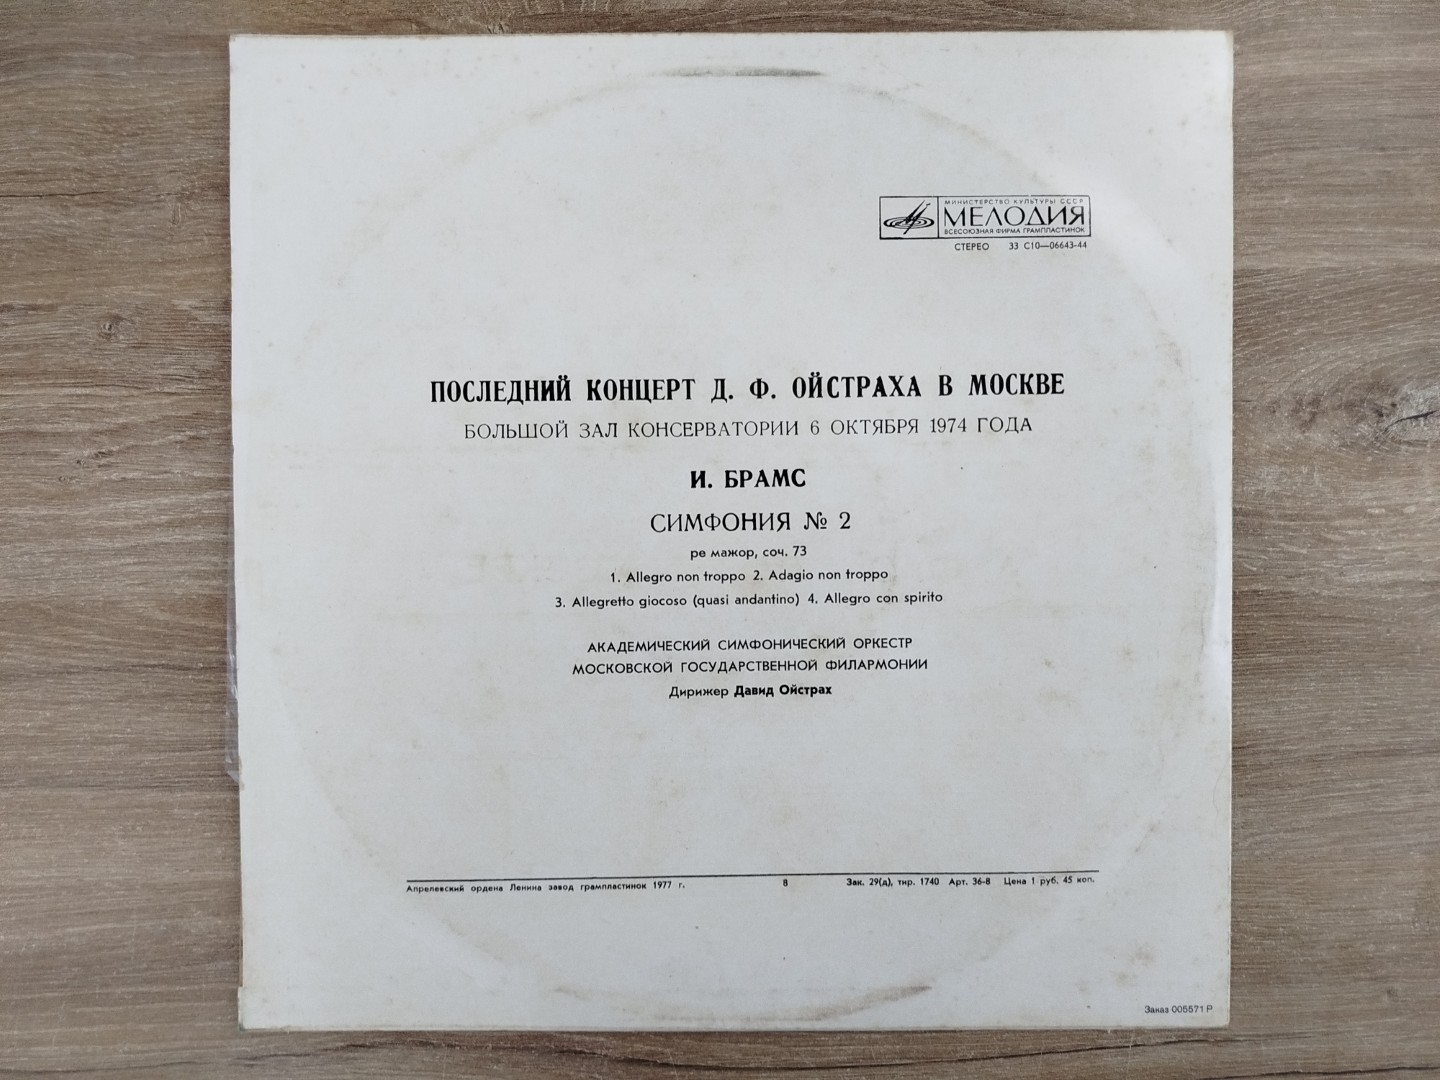 МИНИСТЕРСТВО КУЛЬТУРЫ СССР
МЕЛОДИЯ
ВСЕСОЮЗНАЯ ФИРМА ГРАМПЛАСТИНОК
СТЕРЕО 33 С10—06643-44
ПОСЛЕДНИЙ КОНЦЕРТ Д. Ф. ОЙСТРАХА В МОСКВЕ
БОЛЬШОЙ ЗАЛ КОНСЕРВАТОРИИ 6 ОКТЯБРЯ 1974 ГОДА
И. БРАМС
СИМФОНИЯ № 2
ре мажор, соч. 73
1. Allegro non troppo 2. Adagio non troppo
3. Allegretto giocoso (quasi andantino) 4. Allegro con spirito
АКАДЕМИЧЕСКИЙ СИМФОНИЧЕСКИЙ ОРКЕСТР
МОСКОВСКОЙ ГОСУДАРСТВЕННОЙ ФИЛАРМОНИИ
Дирижер Давид Ойстрах
Апрелевский ордена Ленина завод грампластинок 1977 г. 8 Зак. 29(д), тир. 1740 Арт. 36-8 Цена 1 руб. 45 коп.
Заказ 005571 Р